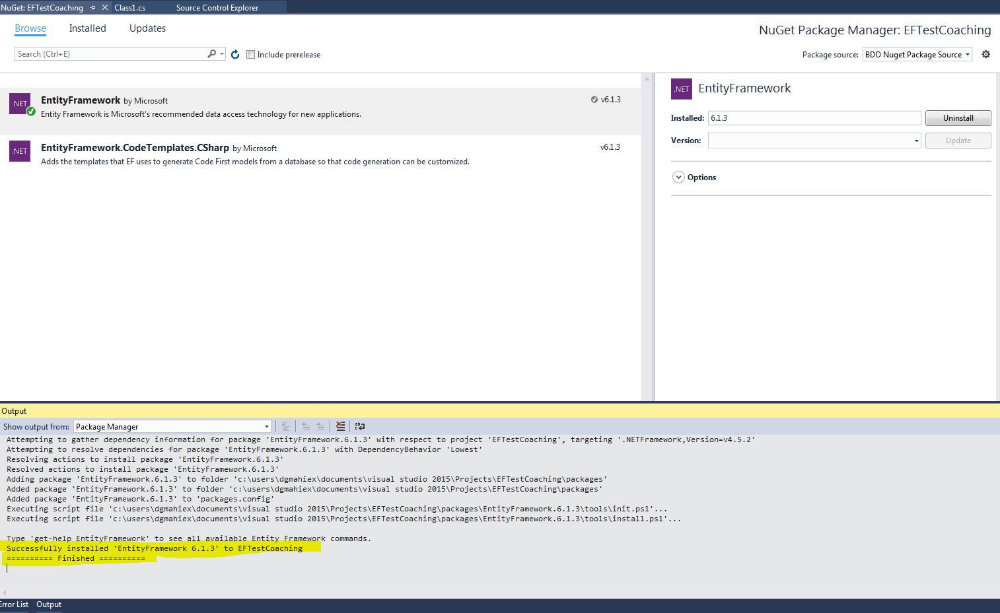 NuGet: EFTestCoaching Class1.cs Source Control Explorer
Browse Installed Updates
NuGet Package Manager: EFTestCoaching
Search (Ctrl+E) Include prerelease
Package source: BDO Nuget Package Source
.NET EntityFramework by Microsoft v6.1.3
Entity Framework is Microsoft's recommended data access technology for new applications.
.NET EntityFramework.CodeTemplates.CSharp by Microsoft v6.1.3
Adds the templates that EF uses to generate Code First models from a database so that code generation can be customized.
.NET EntityFramework
Installed: 6.1.3 Uninstall
Version: Update
Options
Output
Show output from: Package Manager
Attempting to gather dependency information for package 'EntityFramework.6.1.3' with respect to project 'EFTestCoaching', targeting '.NETFramework,Version=v4.5.2'
Attempting to resolve dependencies for package 'EntityFramework.6.1.3' with DependencyBehavior 'Lowest'
Resolving actions to install package 'EntityFramework.6.1.3'
Resolved actions to install package 'EntityFramework.6.1.3'
Adding package 'EntityFramework.6.1.3' to folder 'c:\users\dgmahiex\documents\visual studio 2015\Projects\EFTestCoaching\packages'
Added package 'EntityFramework.6.1.3' to folder 'c:\users\dgmahiex\documents\visual studio 2015\Projects\EFTestCoaching\packages'
Added package 'EntityFramework.6.1.3' to 'packages.config'
Executing script file 'c:\users\dgmahiex\documents\visual studio 2015\Projects\EFTestCoaching\packages\EntityFramework.6.1.3\tools\init.ps1'...
Executing script file 'c:\users\dgmahiex\documents\visual studio 2015\Projects\EFTestCoaching\packages\EntityFramework.6.1.3\tools\install.ps1'...
Type 'get-help EntityFramework' to see all available Entity Framework commands.
Successfully installed 'EntityFramework 6.1.3' to EFTestCoaching
========== Finished ==========
Error List Output